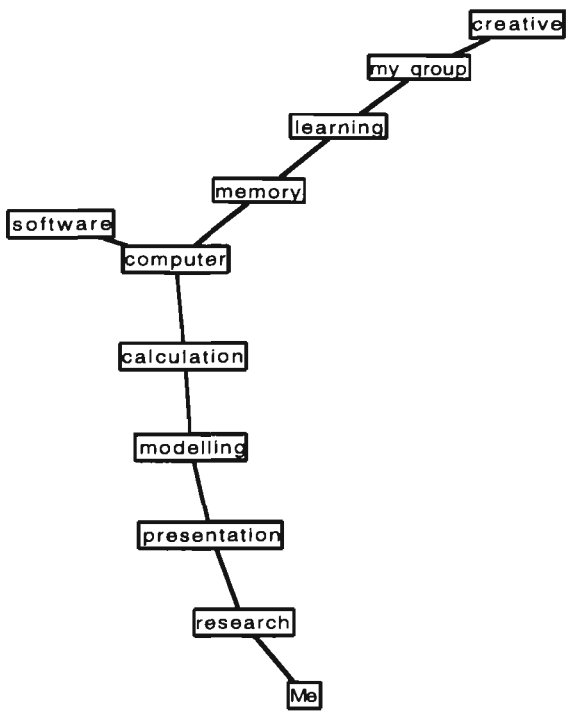 creative
my group
learning
memory
software
computer
calculation
modelling
presentation
research
Me